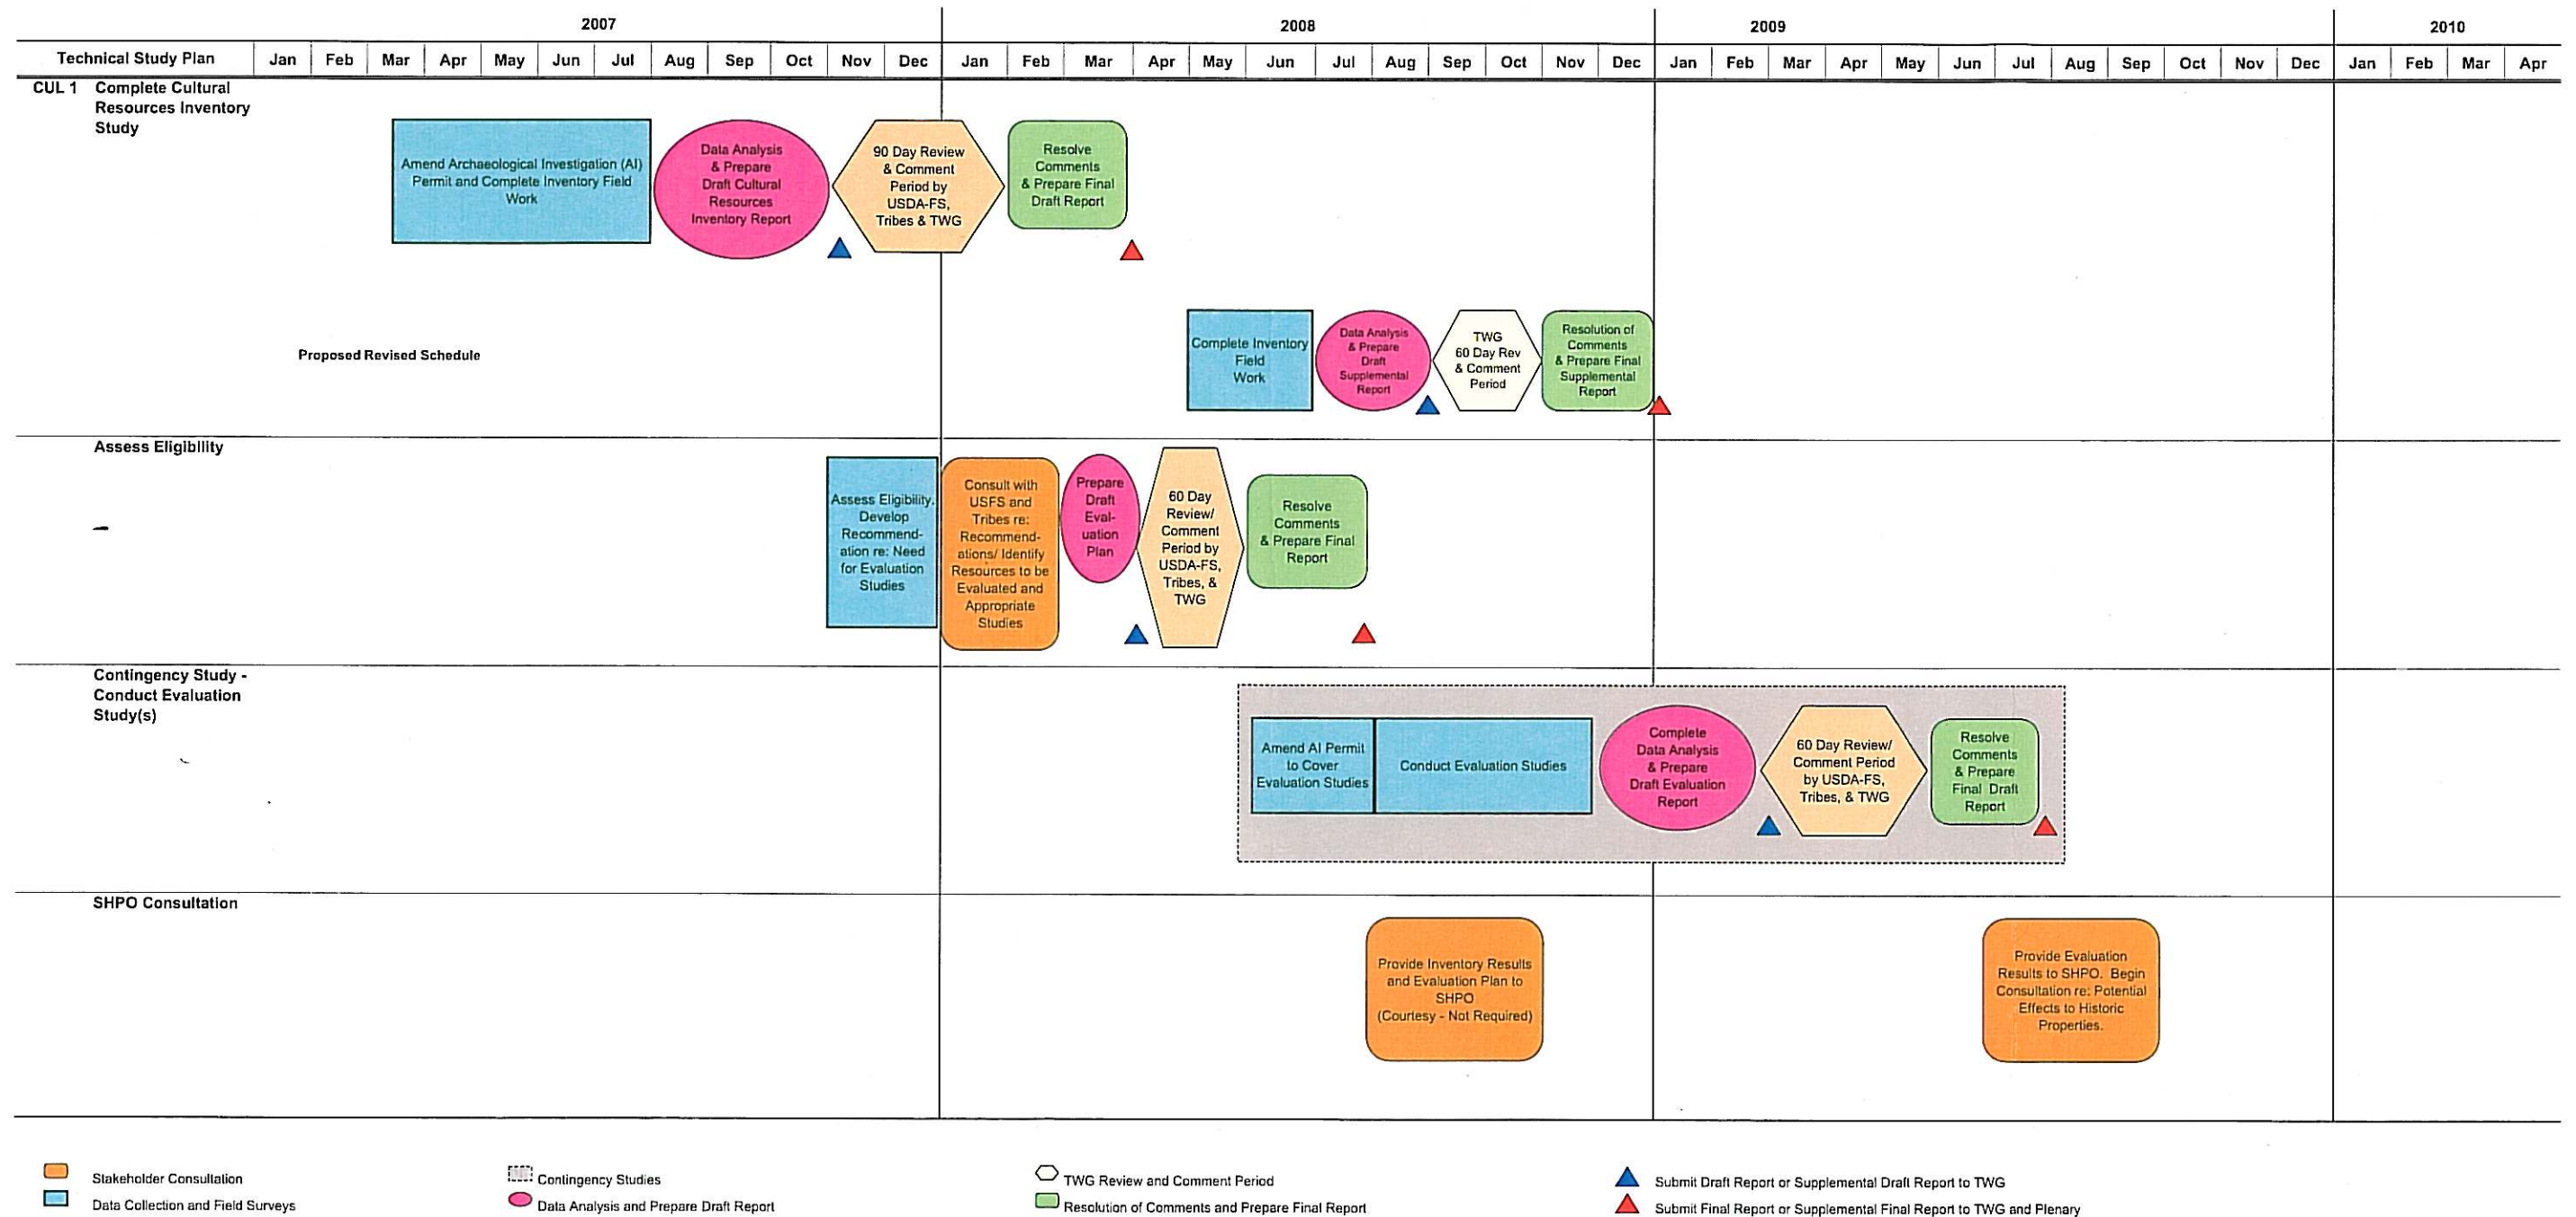 2007
2008
2009
2010
Technical Study Plan
Jan
Feb
Mar
Apr
May
Jun
Jul
Aug
Sep
Oct
Nov
Dec
Jan
Feb
Mar
Apr
May
Jun
Jul
Aug
Sep
Oct
Nov
Dec
Jan
Feb
Mar
Apr
May
Jun
Jul
Aug
Sep
Oct
Nov
Dec
Jan
Feb
Mar
Apr
CUL 1 Complete Cultural
Resources Inventory
Study
Amend Archaeological Investigation (AI)
Permit and Complete Inventory Field
Work
Data Analysis
& Prepare
Draft Cultural
Resources
Inventory Report
90 Day Review
& Comment
Period by
USDA-FS,
Tribes & TWG
Resolve
Comments
& Prepare Final
Draft Report
Proposed Revised Schedule
Complete Inventory
Field
Work
Data Analysis
& Prepare
Draft
Supplemental
Report
TWG
60 Day Rev
& Comment
Period
Resolution of
Comments
& Prepare Final
Supplemental
Report
Assess Eligibility
Assess Eligibility.
Develop
Recommend-
ation re: Need
for Evaluation
Studies
Consult with
USFS and
Tribes re:
Recommend-
ations/ Identify
Resources to be
Evaluated and
Appropriate
Studies
Prepare
Draft
Eval-
uation
Plan
60 Day
Review/
Comment
Period by
USDA-FS,
Tribes, &
TWG
Resolve
Comments
& Prepare Final
Report
Contingency Study -
Conduct Evaluation
Study(s)
Amend AI Permit
to Cover
Evaluation Studies
Conduct Evaluation Studies
Complete
Data Analysis
& Prepare
Draft Evaluation
Report
60 Day Review/
Comment Period
by USDA-FS,
Tribes, & TWG
Resolve
Comments
& Prepare
Final Draft
Report
SHPO Consultation
Provide Inventory Results
and Evaluation Plan to
SHPO
(Courtesy - Not Required)
Provide Evaluation
Results to SHPO. Begin
Consultation re: Potential
Effects to Historic
Properties.
Stakeholder Consultation
Data Collection and Field Surveys
Contingency Studies
Data Analysis and Prepare Draft Report
TWG Review and Comment Period
Resolution of Comments and Prepare Final Report
Submit Draft Report or Supplemental Draft Report to TWG
Submit Final Report or Supplemental Final Report to TWG and Plenary